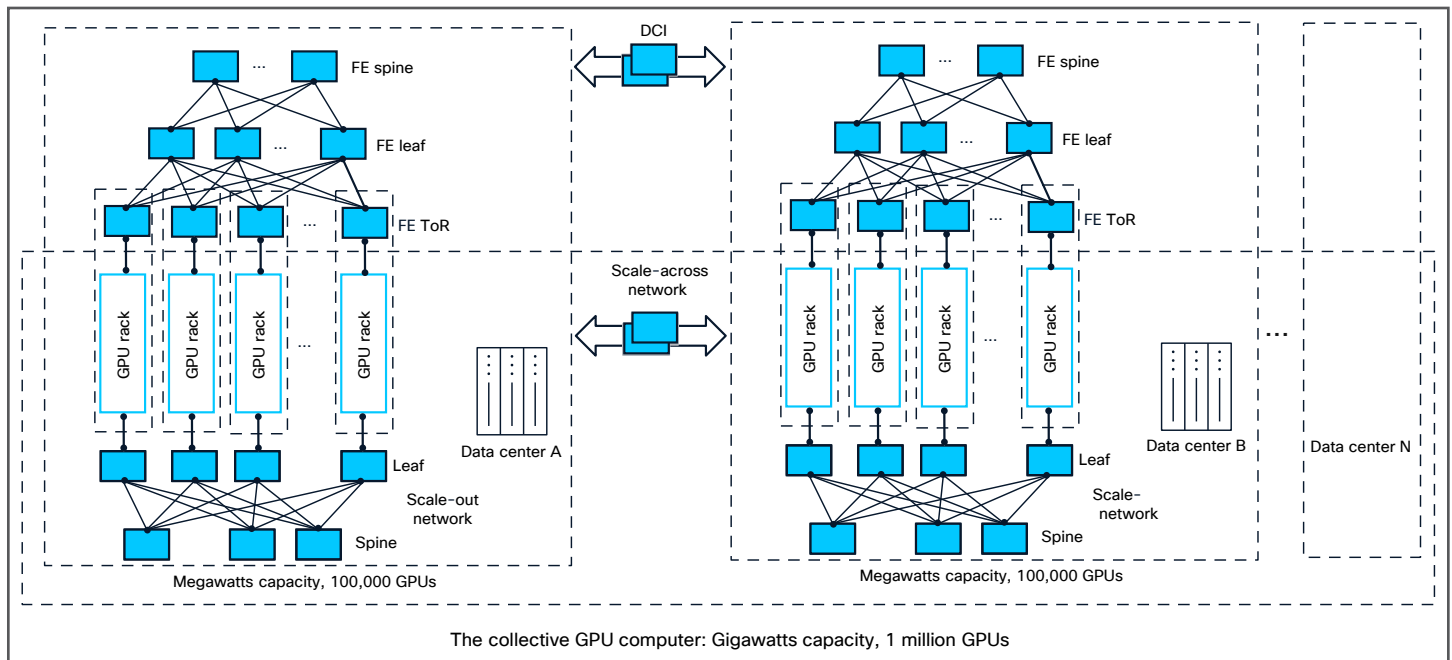 DCI
FE spine
...
FE spine
...
FE leaf
...
FE leaf
...
FE ToR
...
FE ToR
...
Scale-across
network
GPU rack
GPU rack
GPU rack
...
GPU rack
GPU rack
GPU rack
GPU rack
...
GPU rack
...
Data center A
Data center B
Data center N
Leaf
Leaf
Scale-out
network
Scale-
network
Spine
Spine
Megawatts capacity, 100,000 GPUs
Megawatts capacity, 100,000 GPUs
The collective GPU computer: Gigawatts capacity, 1 million GPUs